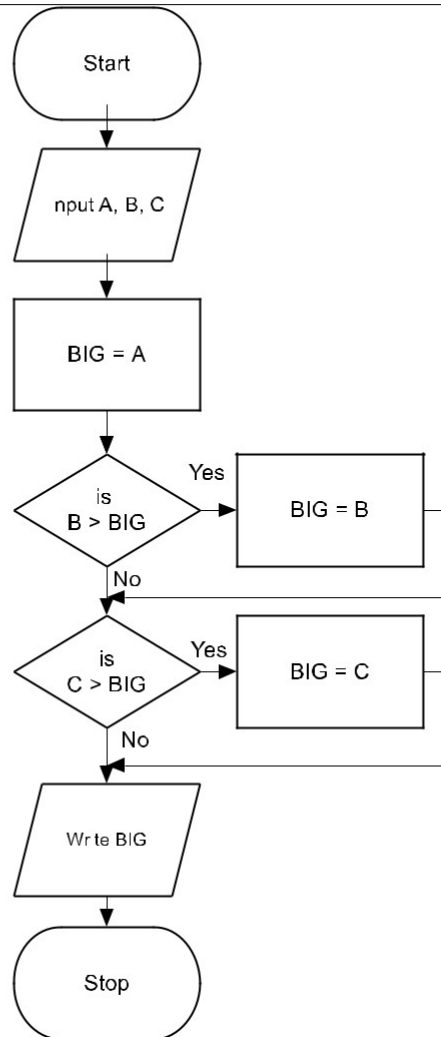 Start
nput A, B, C
BIG = A
is
B > BIG
Yes
BIG = B
No
is
C > BIG
Yes
BIG = C
No
Wr te BIG
Stop